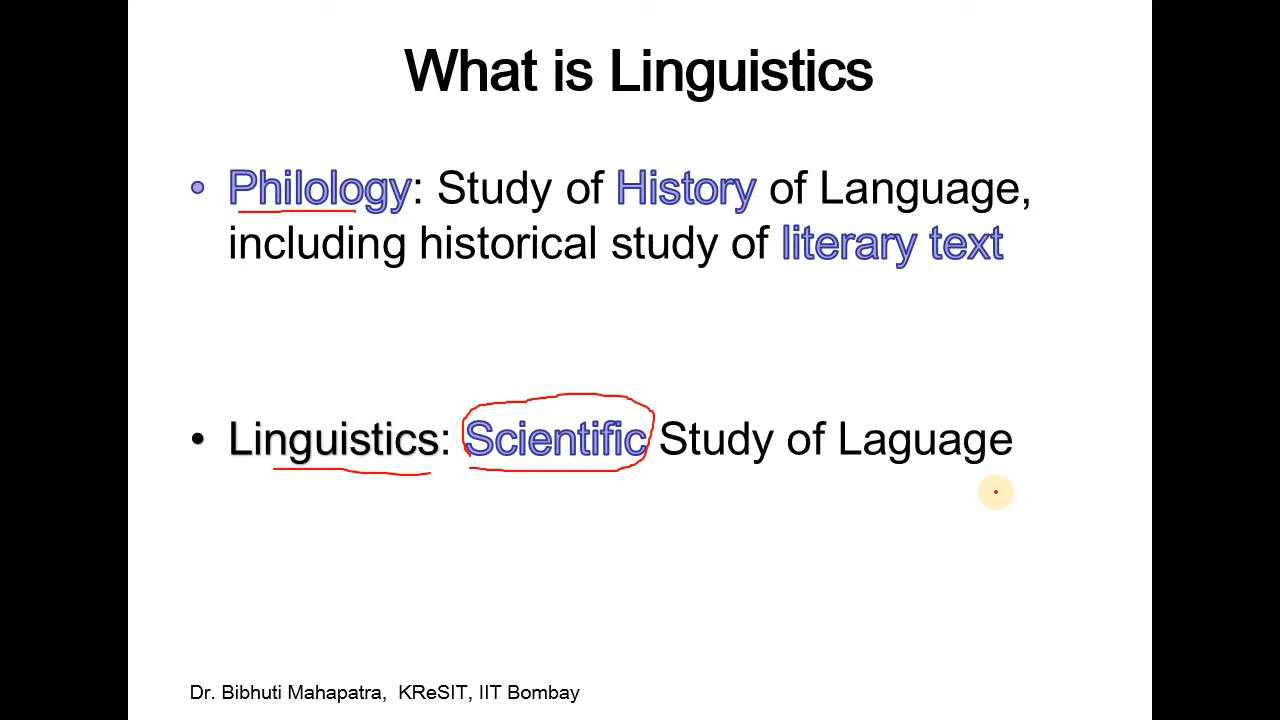 What is Linguistics
• Philology: Study of History of Language,
including historical study of literary text
• Linguistics: Scientific Study of Laguage
Dr. Bibhuti Mahapatra, KReSIT, IIT Bombay